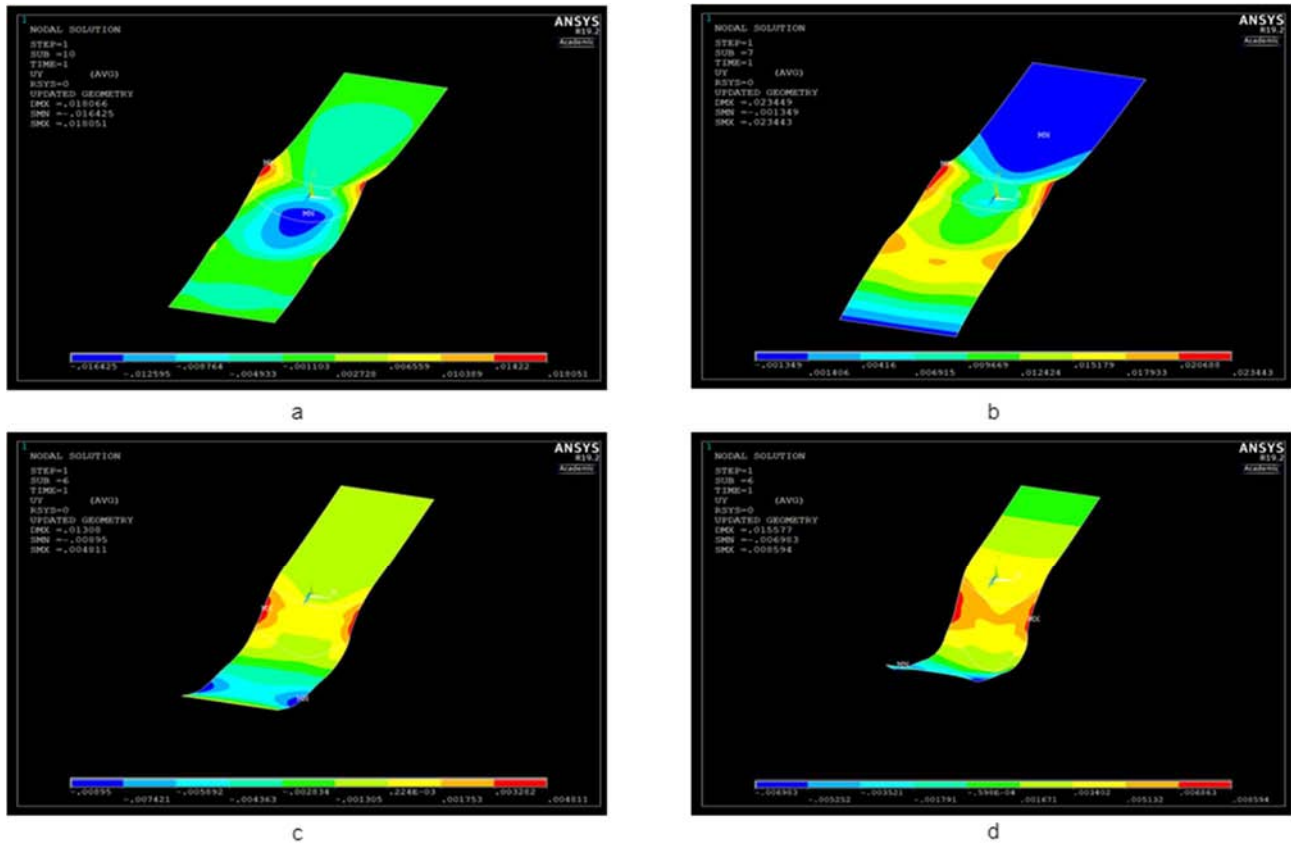 1
NODAL SOLUTION
STEP=1
SUB =10
TIME=1
UY (AVG)
RSYS=0
UPDATED GEOMETRY
DMX =.018066
SMN =-.016425
SMX =.018051
ANSYS
R19.2
Academic
MN
-.016425 -.008764 -.001103 .006559 .01422
-.012595 -.004933 .002728 .010389 .018051
a
1
NODAL SOLUTION
STEP=1
SUB =7
TIME=1
UY (AVG)
RSYS=0
UPDATED GEOMETRY
DMX =.023449
SMN =-.001349
SMX =.023443
ANSYS
R19.2
Academic
MN
-.001349 .00416 .009669 .015179 .020688
.001406 .006915 .012424 .017933 .023443
b
1
NODAL SOLUTION
STEP=1
SUB =6
TIME=1
UY (AVG)
RSYS=0
UPDATED GEOMETRY
DMX =.01308
SMN =-.00895
SMX =.004811
ANSYS
R19.2
Academic
MX
MN
-.00895 -.005892 -.002834 .224E-03 .003282
-.007421 -.004363 -.001305 .001753 .004811
c
1
NODAL SOLUTION
STEP=1
SUB =6
TIME=1
UY (AVG)
RSYS=0
UPDATED GEOMETRY
DMX =.015577
SMN =-.006983
SMX =.008594
ANSYS
R19.2
Academic
MX
MN
-.006983 -.003521 -.598E-04 .003402 .006863
-.005252 -.001791 .001671 .005132 .008594
d